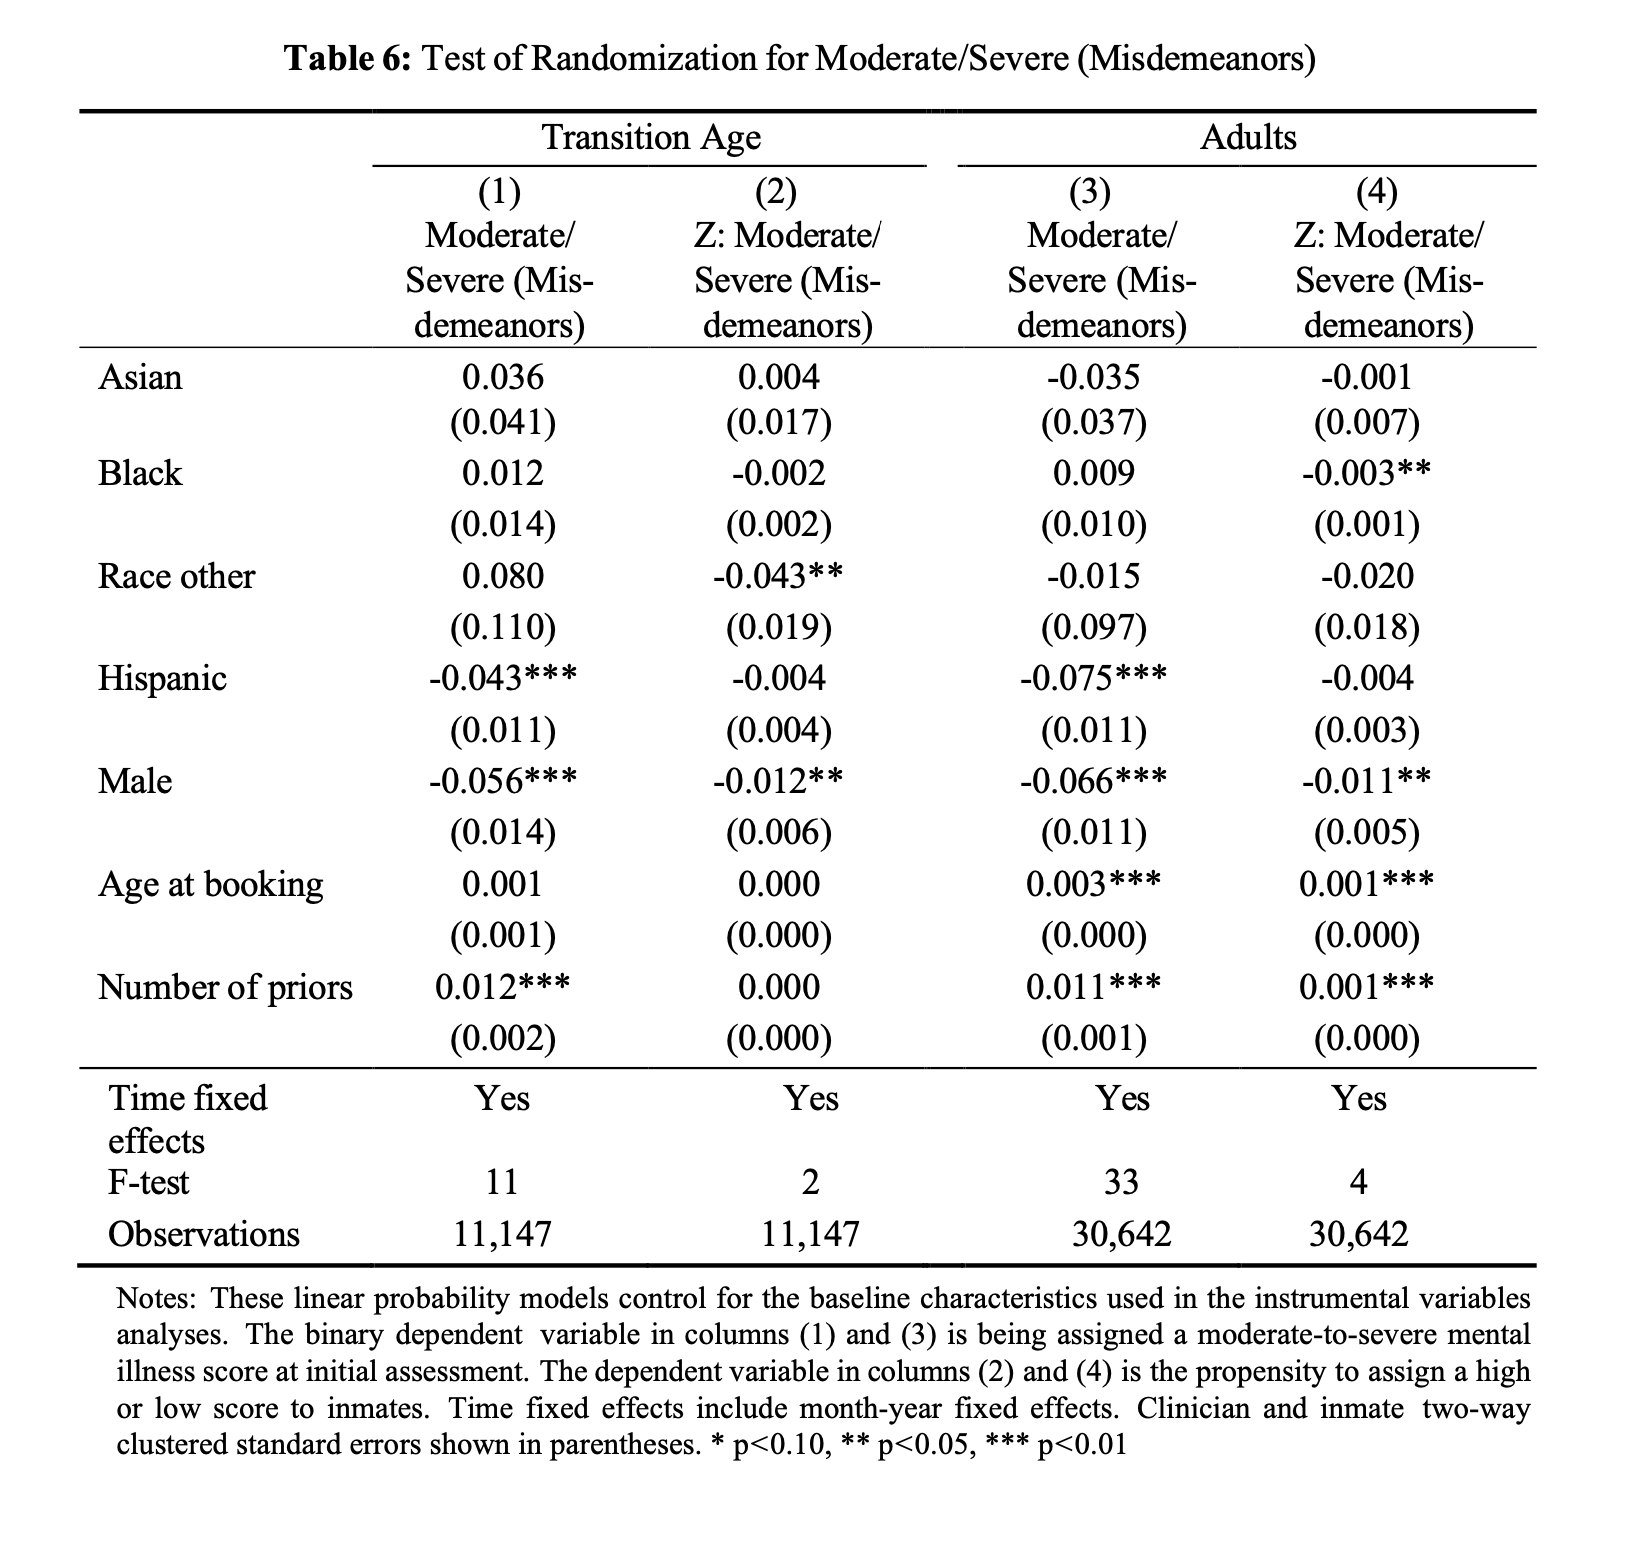 Table 6: Test of Randomization for Moderate/Severe (Misdemeanors)
Transition Age Adults
(1) (2) (3) (4)
Moderate/ Z: Moderate/ Moderate/ Z: Moderate/
Severe (Mis- Severe (Mis- Severe (Mis- Severe (Mis-
demeanors) demeanors) demeanors) demeanors)
Asian 0.036 0.004 -0.035 -0.001
(0.041) (0.017) (0.037) (0.007)
Black 0.012 -0.002 0.009 -0.003**
(0.014) (0.002) (0.010) (0.001)
Race other 0.080 -0.043** -0.015 -0.020
(0.110) (0.019) (0.097) (0.018)
Hispanic -0.043*** -0.004 -0.075*** -0.004
(0.011) (0.004) (0.011) (0.003)
Male -0.056*** -0.012** -0.066*** -0.011**
(0.014) (0.006) (0.011) (0.005)
Age at booking 0.001 0.000 0.003*** 0.001***
(0.001) (0.000) (0.000) (0.000)
Number of priors 0.012*** 0.000 0.011*** 0.001***
(0.002) (0.000) (0.001) (0.000)
Time fixed Yes Yes Yes Yes
effects
F-test 11 2 33 4
Observations 11,147 11,147 30,642 30,642
Notes: These linear probability models control for the baseline characteristics used in the instrumental variables
analyses. The binary dependent variable in columns (1) and (3) is being assigned a moderate-to-severe mental
illness score at initial assessment. The dependent variable in columns (2) and (4) is the propensity to assign a high
or low score to inmates. Time fixed effects include month-year fixed effects. Clinician and inmate two-way
clustered standard errors shown in parentheses. * p<0.10, ** p<0.05, *** p<0.01